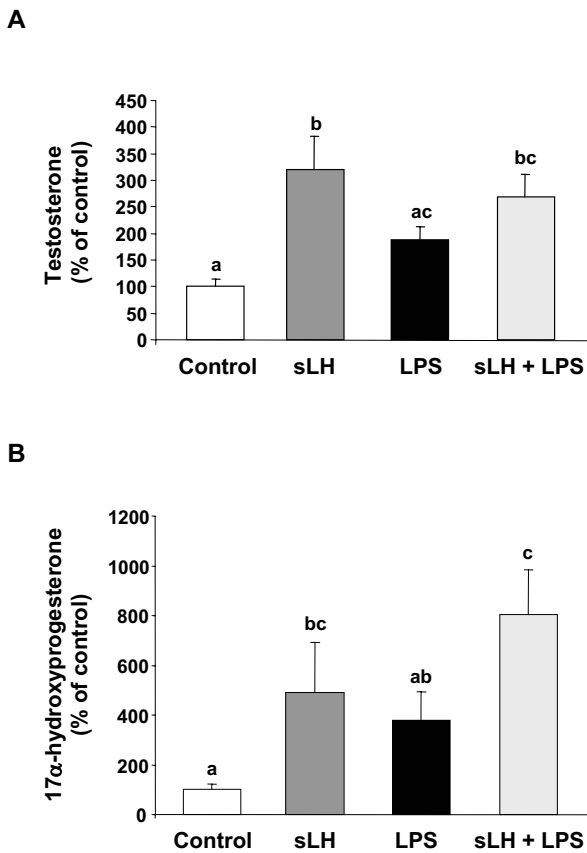 A
Testosterone
(% of control)
450
400
350
300
250
200
150
100
50
0
a
b
ac
bc
Control sLH LPS sLH + LPS
B
17α-hydroxyprogesterone
(% of control)
1200
1000
800
600
400
200
0
a
bc
ab
c
Control sLH LPS sLH + LPS